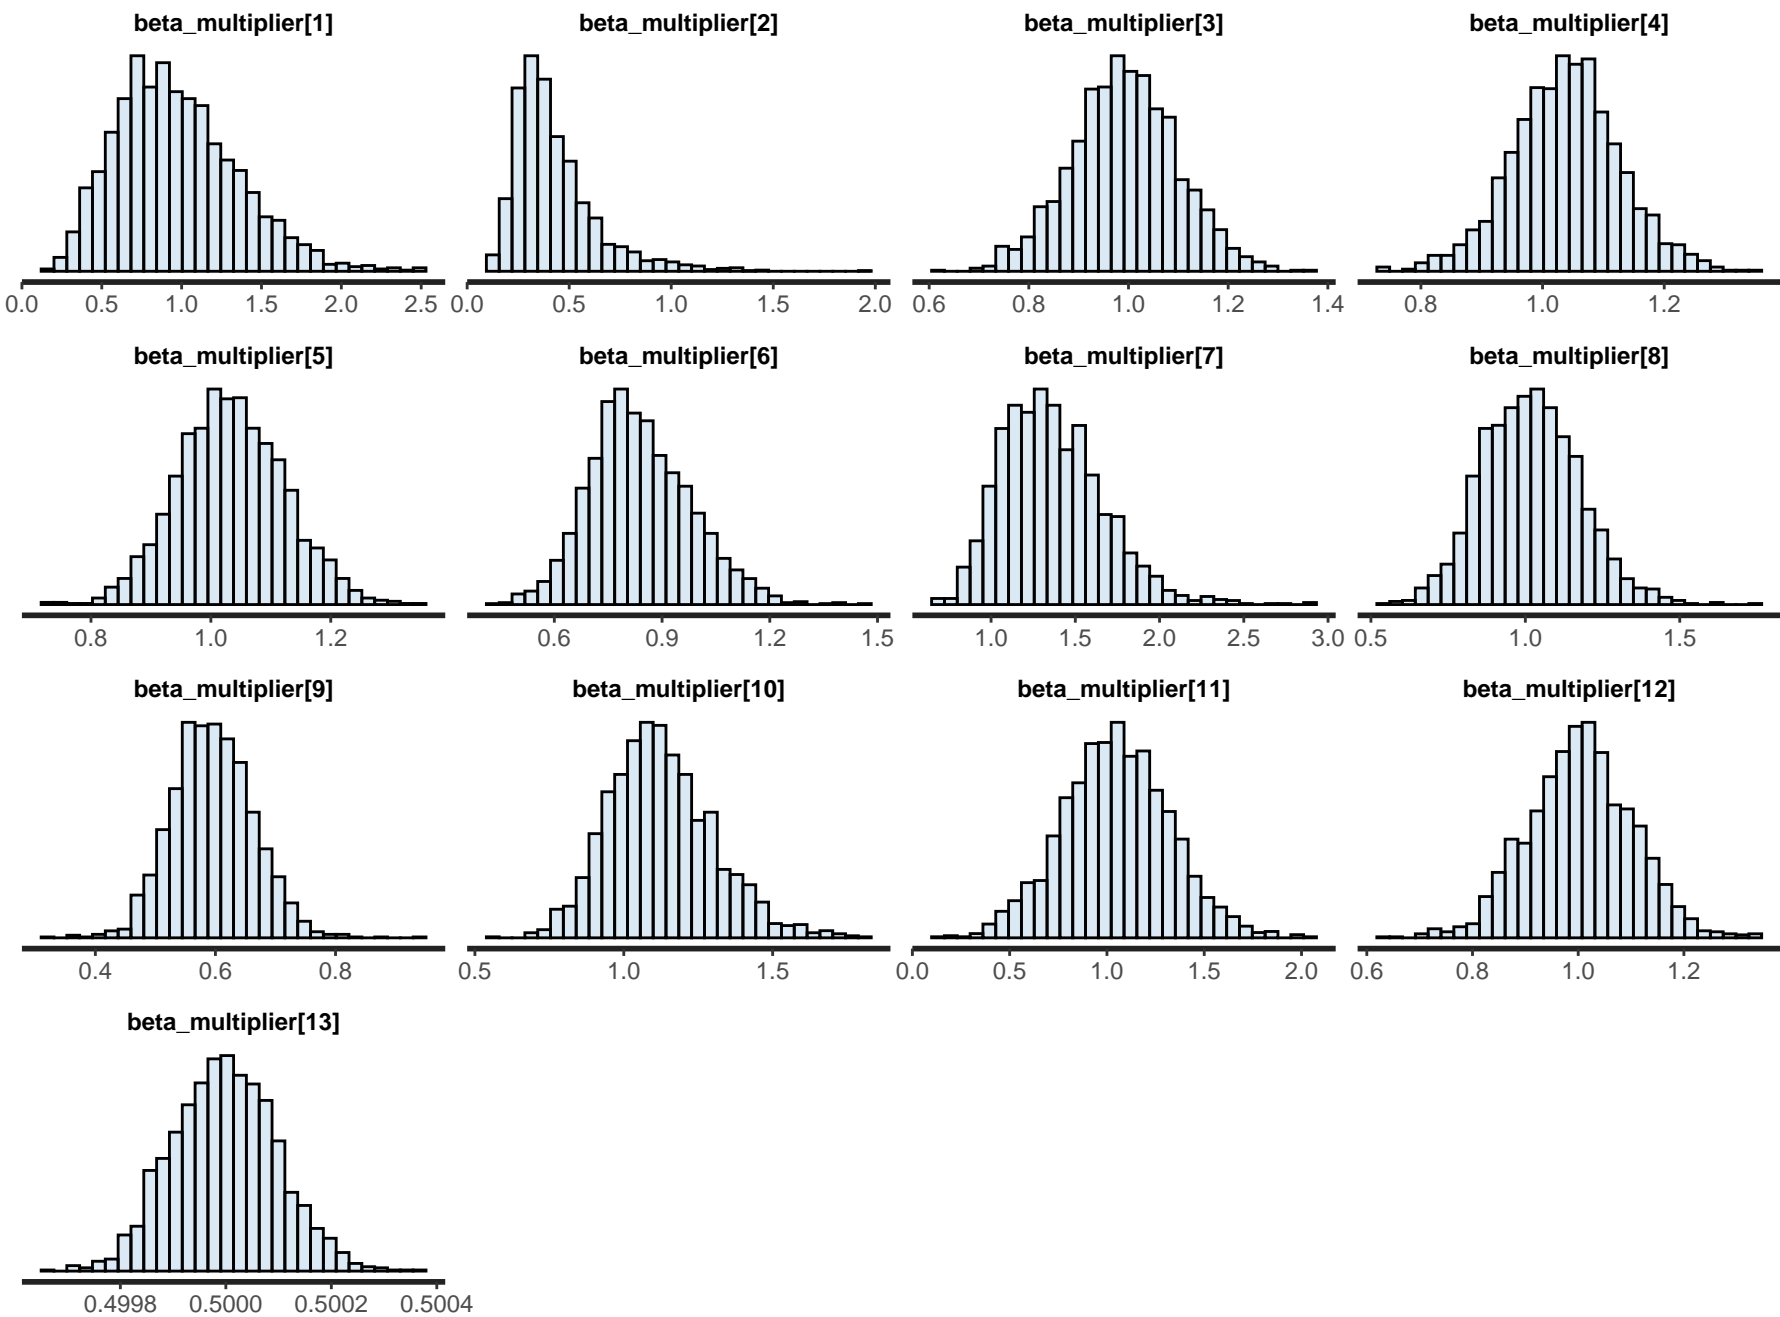 beta_multiplier[1] beta_multiplier[2] beta_multiplier[3] beta_multiplier[4]
0.0 0.5 1.0 1.5 2.0 2.5 0.0 0.5 1.0 1.5 2.0 0.6 0.8 1.0 1.2 1.4 0.8 1.0 1.2
beta_multiplier[5] beta_multiplier[6] beta_multiplier[7] beta_multiplier[8]
0.8 1.0 1.2 0.6 0.9 1.2 1.5 1.0 1.5 2.0 2.5 3.0 0.5 1.0 1.5
beta_multiplier[9] beta_multiplier[10] beta_multiplier[11] beta_multiplier[12]
0.4 0.6 0.8 0.5 1.0 1.5 0.0 0.5 1.0 1.5 2.0 0.6 0.8 1.0 1.2
beta_multiplier[13]
0.4998 0.5000 0.5002 0.5004